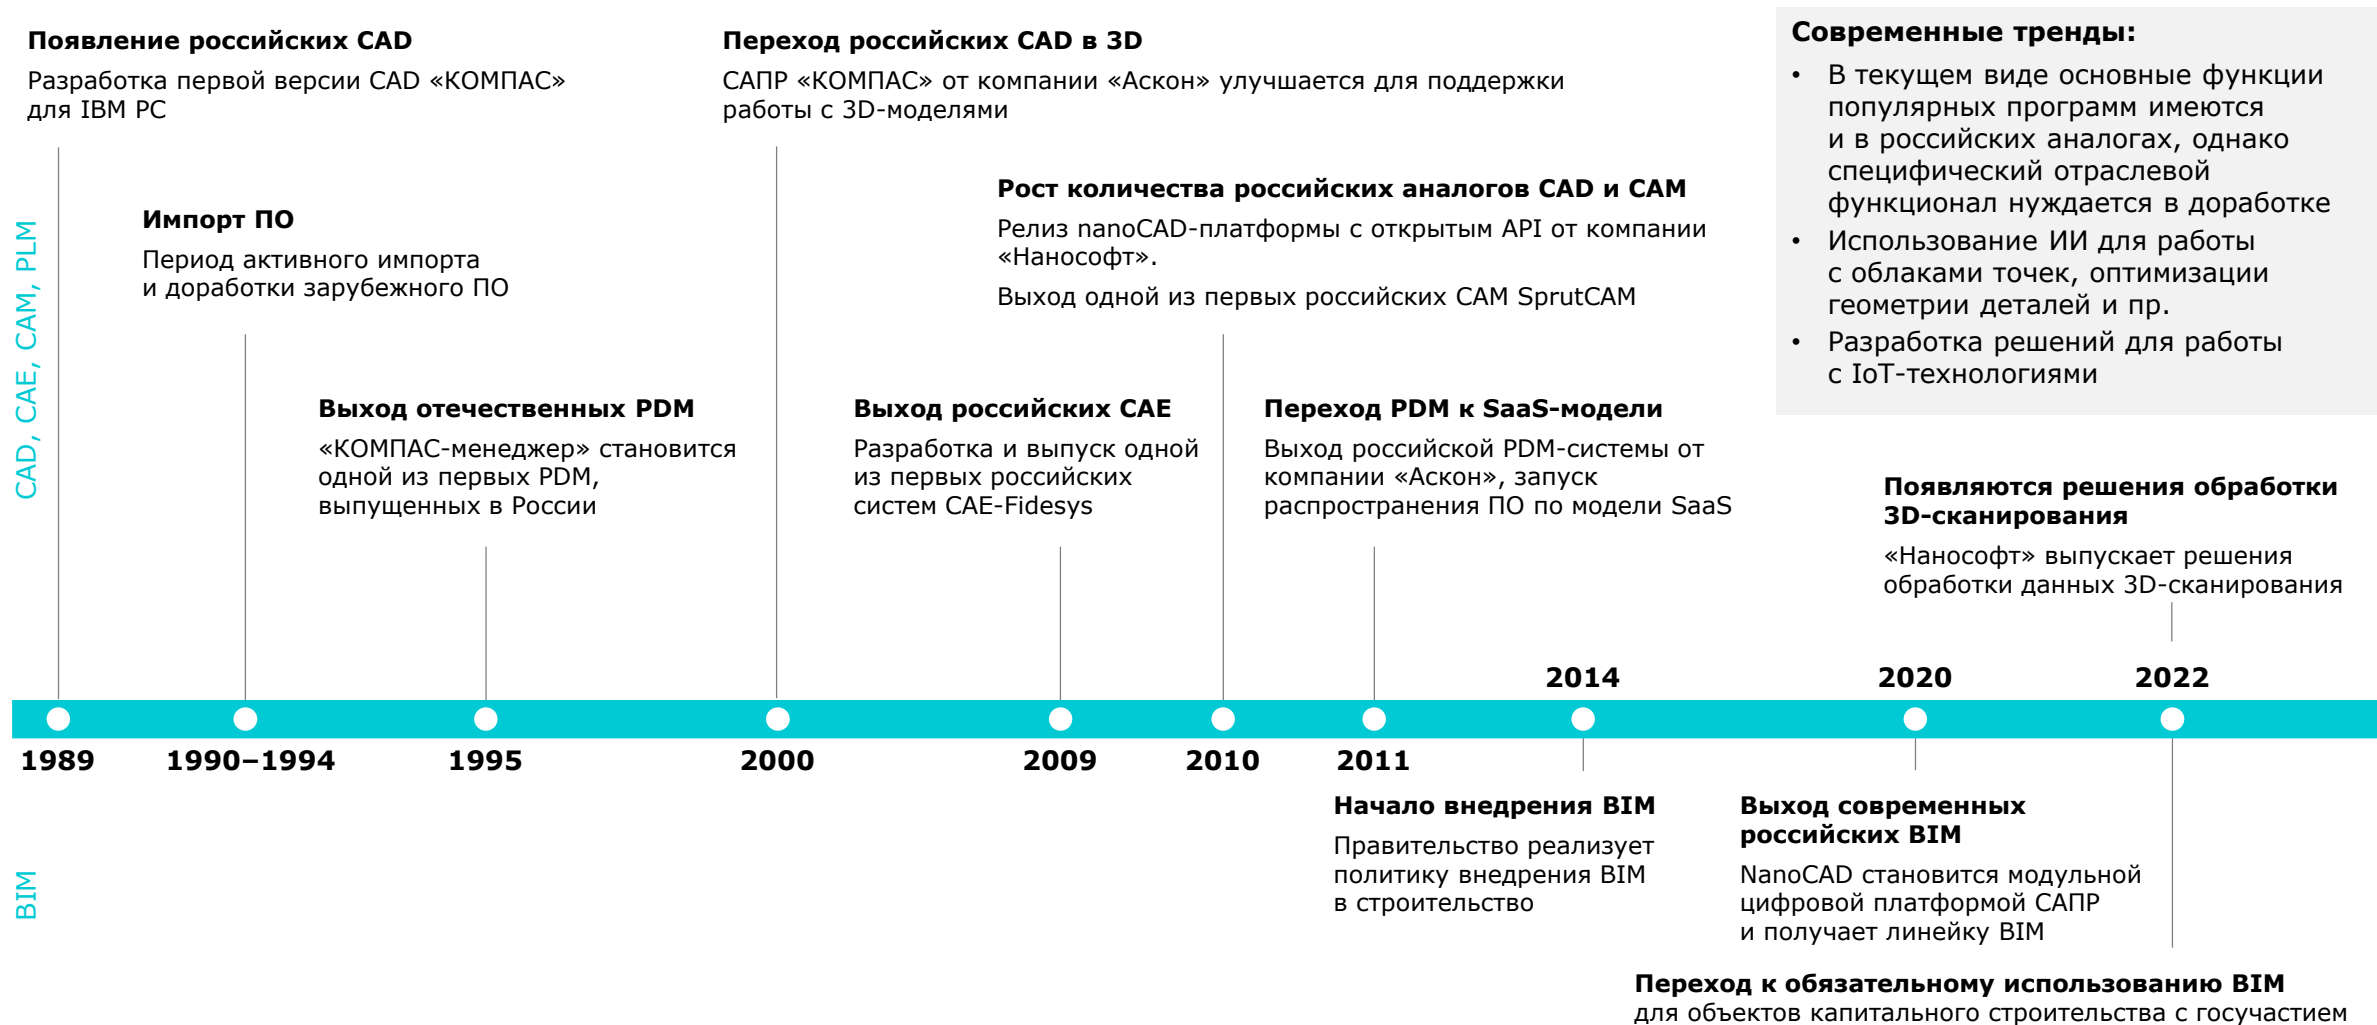 Появление российских CAD
Разработка первой версии CAD «КОМПАС»
для IBM PC
Переход российских CAD в 3D
САПР «КОМПАС» от компании «Аскон» улучшается для поддержки
работы с 3D-моделями
Современные тренды:
• В текущем виде основные функции
популярных программ имеются
и в российских аналогах, однако
специфический отраслевой
функционал нуждается в доработке
• Использование ИИ для работы
с облаками точек, оптимизации
геометрии деталей и пр.
• Разработка решений для работы
с IoT-технологиями
CAD, CAE, CAM, PLM
Импорт ПО
Период активного импорта
и доработки зарубежного ПО
Рост количества российских аналогов CAD и CAM
Релиз nanoCAD-платформы с открытым API от компании
«Нанософт».
Выход одной из первых российских CAM SprutCAM
Выход отечественных PDM
«КОМПАС-менеджер» становится
одной из первых PDM,
выпущенных в России
Выход российских CAE
Разработка и выпуск одной
из первых российских
систем CAE-Fidesys
Переход PDM к SaaS-модели
Выход российской PDM-системы от
компании «Аскон», запуск
распространения ПО по модели SaaS
Появляются решения обработки
3D-сканирования
«Нанософт» выпускает решения
обработки данных 3D-сканирования
2014
2020
2022
1989
1990–1994
1995
2000
2009
2010
2011
BIM
Начало внедрения BIM
Правительство реализует
политику внедрения BIM
в строительство
Выход современных
российских BIM
NanoCAD становится модульной
цифровой платформой САПР
и получает линейку BIM
Переход к обязательному использованию BIM
для объектов капитального строительства с госучастием